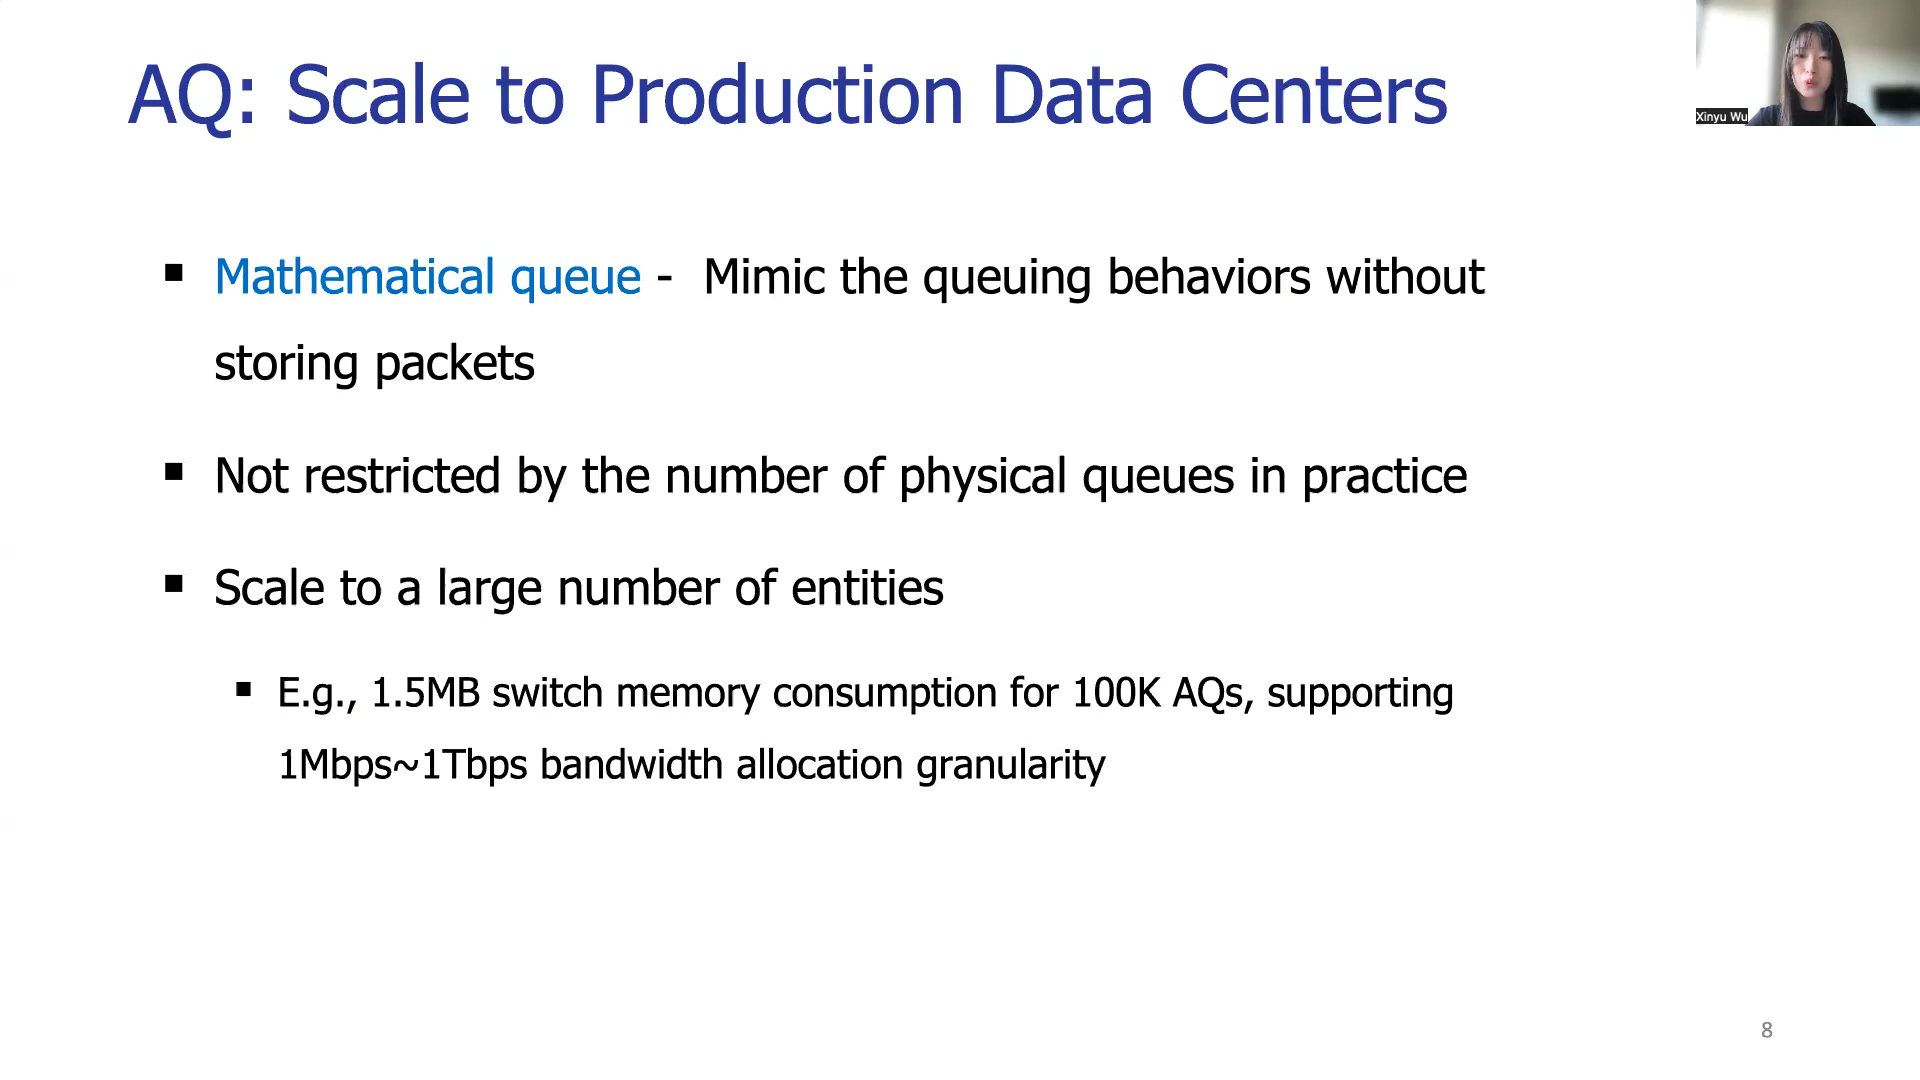 AQ: Scale to Production Data Centers
Xinyu Wu
Mathematical queue - Mimic the queuing behaviors without
storing packets
Not restricted by the number of physical queues in practice
Scale to a large number of entities
E.g., 1.5MB switch memory consumption for 100K AQs, supporting
1Mbps~1Tbps bandwidth allocation granularity
8